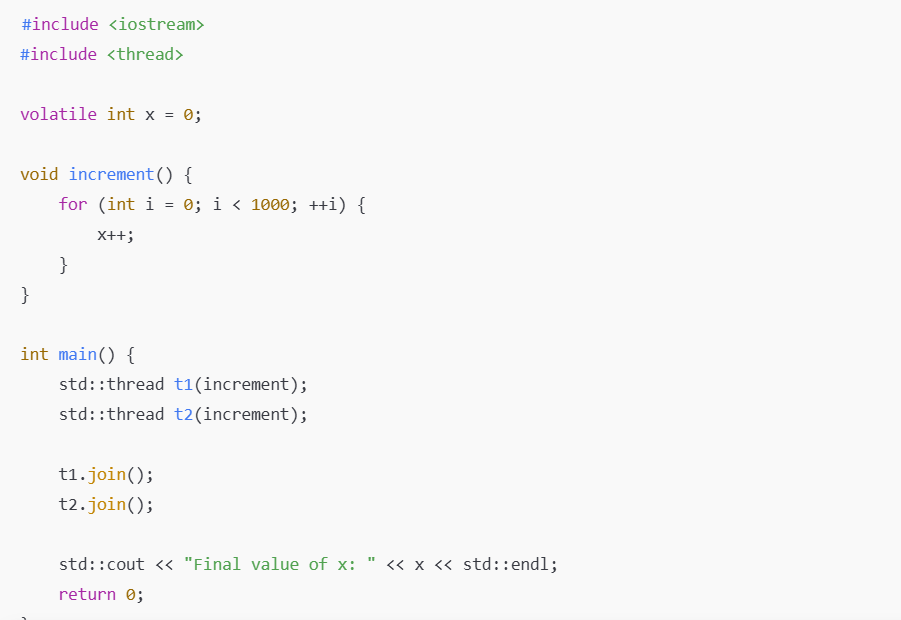 #include <iostream>
#include <thread>

volatile int x = 0;

void increment() {
    for (int i = 0; i < 1000; ++i) {
        x++;
    }
}

int main() {
    std::thread t1(increment);
    std::thread t2(increment);

    t1.join();
    t2.join();

    std::cout << "Final value of x: " << x << std::endl;
    return 0;
}